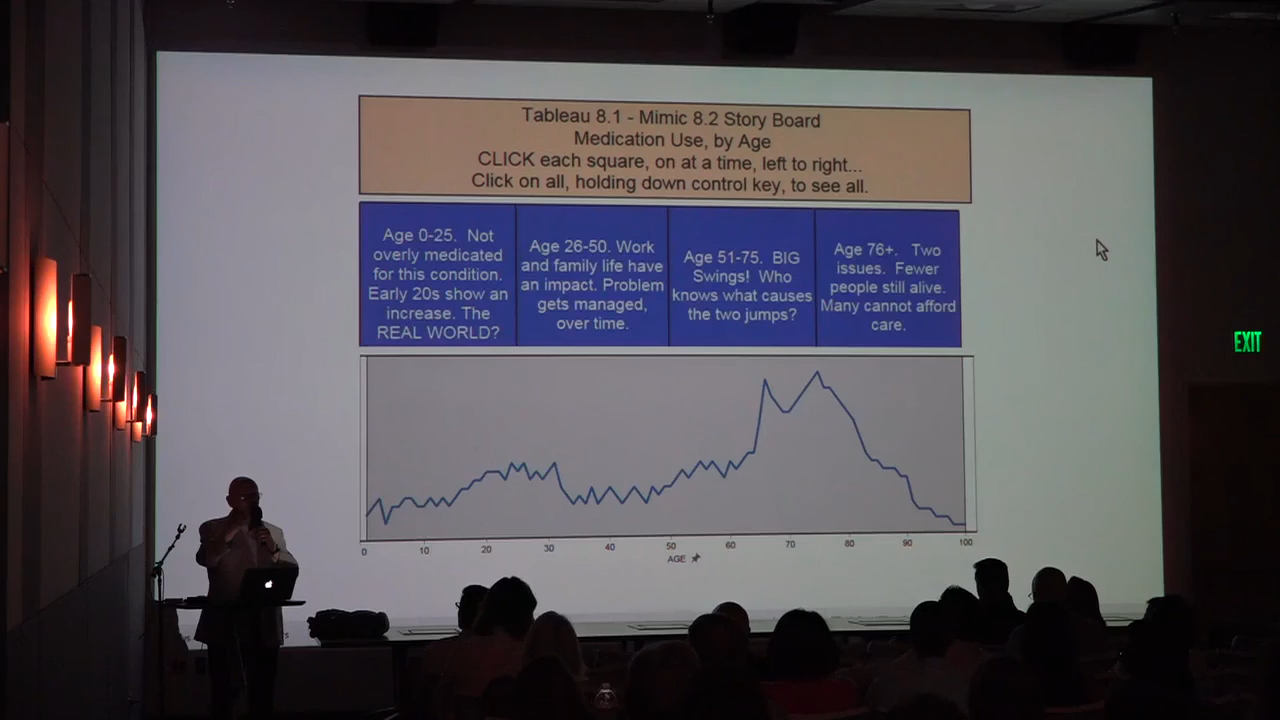 Tableau 8.1 - Mimic 8.2 Story Board
Medication Use, by Age
CLICK each square, on at a time, left to right...
Click on all, holding down control key, to see all.
Age 0-25. Not
overly medicated
for this condition.
Early 20s show an
increase. The
REAL WORLD?
Age 26-50. Work
and family life have
an impact. Problem
gets managed,
over time.
Age 51-75. BIG
Swings! Who
knows what causes
the two jumps?
Age 76+. Two
issues. Fewer
people still alive.
Many cannot afford
care.
0 10 20 30 40 50 60 70 80 90 100
AGE
EXIT